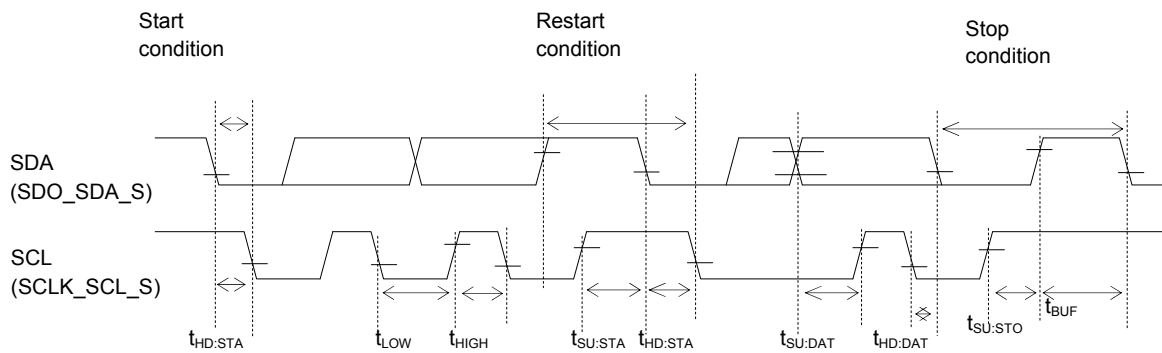 Start
condition
Restart
condition
Stop
condition
SDA
(SDO_SDA_S)
SCL
(SCLK_SCL_S)
tHD:STA
tLOW
tHIGH
tSU:STA
tHD:STA
tSU:DAT
tHD:DAT
tSU:STO
tBUF